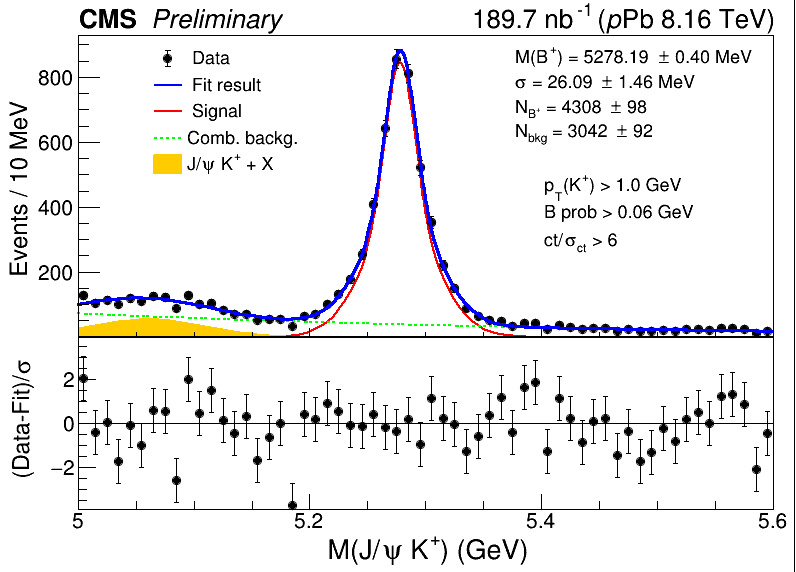 CMS Preliminary 189.7 nb⁻¹ (pPb 8.16 TeV)
Events / 10 MeV
800
600
400
200
Data
Fit result
Signal
Comb. backg.
J/ψ K⁺ + X
M(B⁺) = 5278.19 ± 0.40 MeV
σ = 26.09 ± 1.46 MeV
N_B⁺ = 4308 ± 98
N_bkg = 3042 ± 92
p_T(K⁺) > 1.0 GeV
B prob > 0.06 GeV
ct/σ_ct > 6
(Data-Fit)/σ
2
0
−2
5 5.2 5.4 5.6
M(J/ψ K⁺) (GeV)